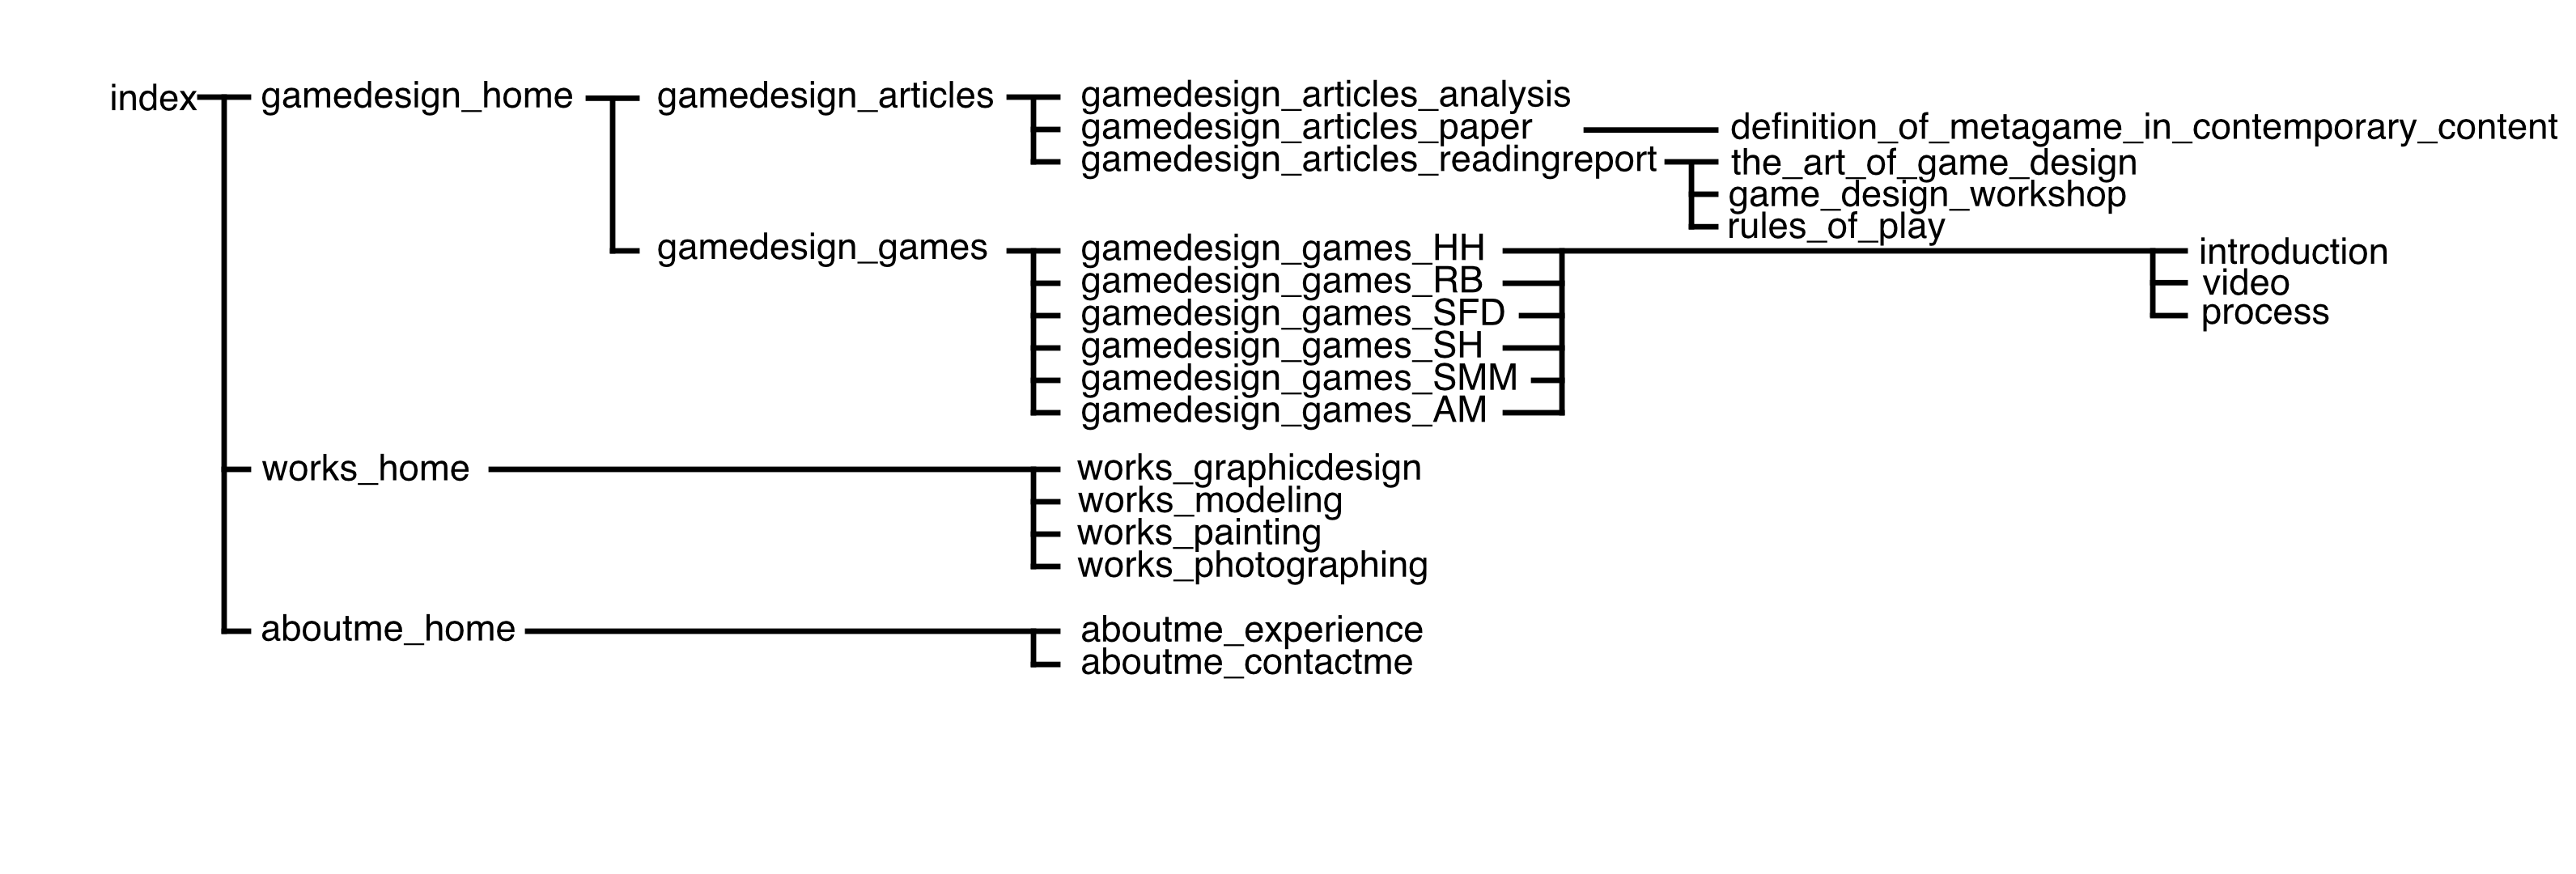 index
gamedesign_home
gamedesign_articles
gamedesign_articles_analysis
gamedesign_articles_paper
definition_of_metagame_in_contemporary_content
gamedesign_articles_readingreport
the_art_of_game_design
game_design_workshop
rules_of_play
gamedesign_games
gamedesign_games_HH
gamedesign_games_RB
gamedesign_games_SFD
gamedesign_games_SH
gamedesign_games_SMM
gamedesign_games_AM
introduction
video
process
works_home
works_graphicdesign
works_modeling
works_painting
works_photographing
aboutme_home
aboutme_experience
aboutme_contactme